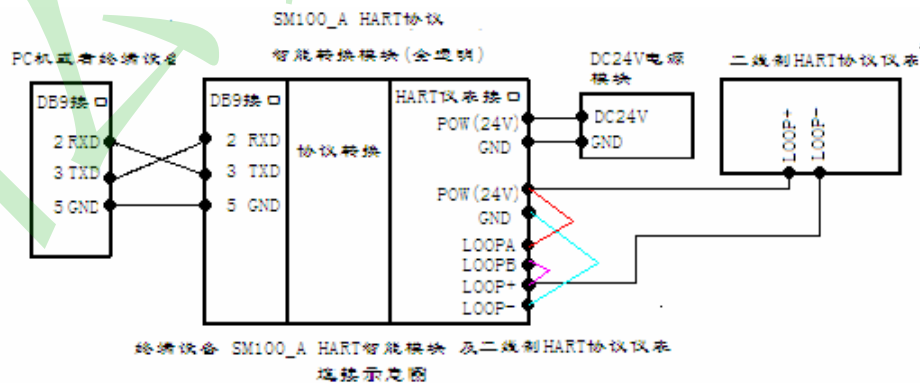 SM100_A HART协议
智能转换模块(全透明)
PC机或者终端设备
DC24V电源
模块
二线制HART协议仪表
DB9接口
DB9接口
HART仪表接口
2 RXD
3 TXD
5 GND
2 RXD
3 TXD
5 GND
协议转换
POW(24V)
GND
POW(24V)
GND
LOOPA
LOOPB
LOOP+
LOOP-
DC24V
GND
LOOP+
LOOP-
终端设备 SM100_A HART智能模块 及二线制HART协议仪表
连接示意图